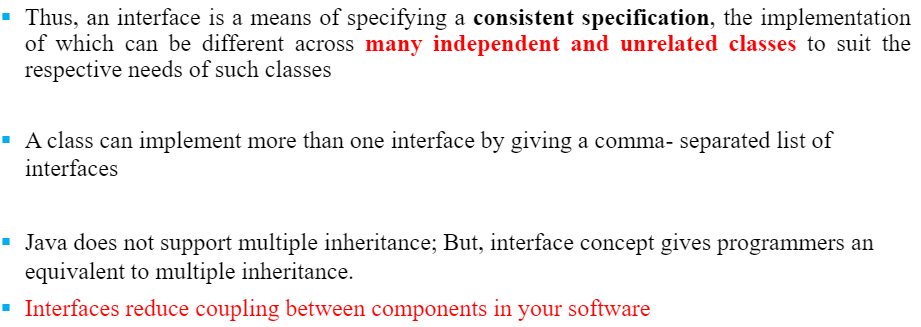 ▪ Thus, an interface is a means of specifying a consistent specification, the implementation
of which can be different across many independent and unrelated classes to suit the
respective needs of such classes
▪ A class can implement more than one interface by giving a comma- separated list of
interfaces
▪ Java does not support multiple inheritance; But, interface concept gives programmers an
equivalent to multiple inheritance.
▪ Interfaces reduce coupling between components in your software